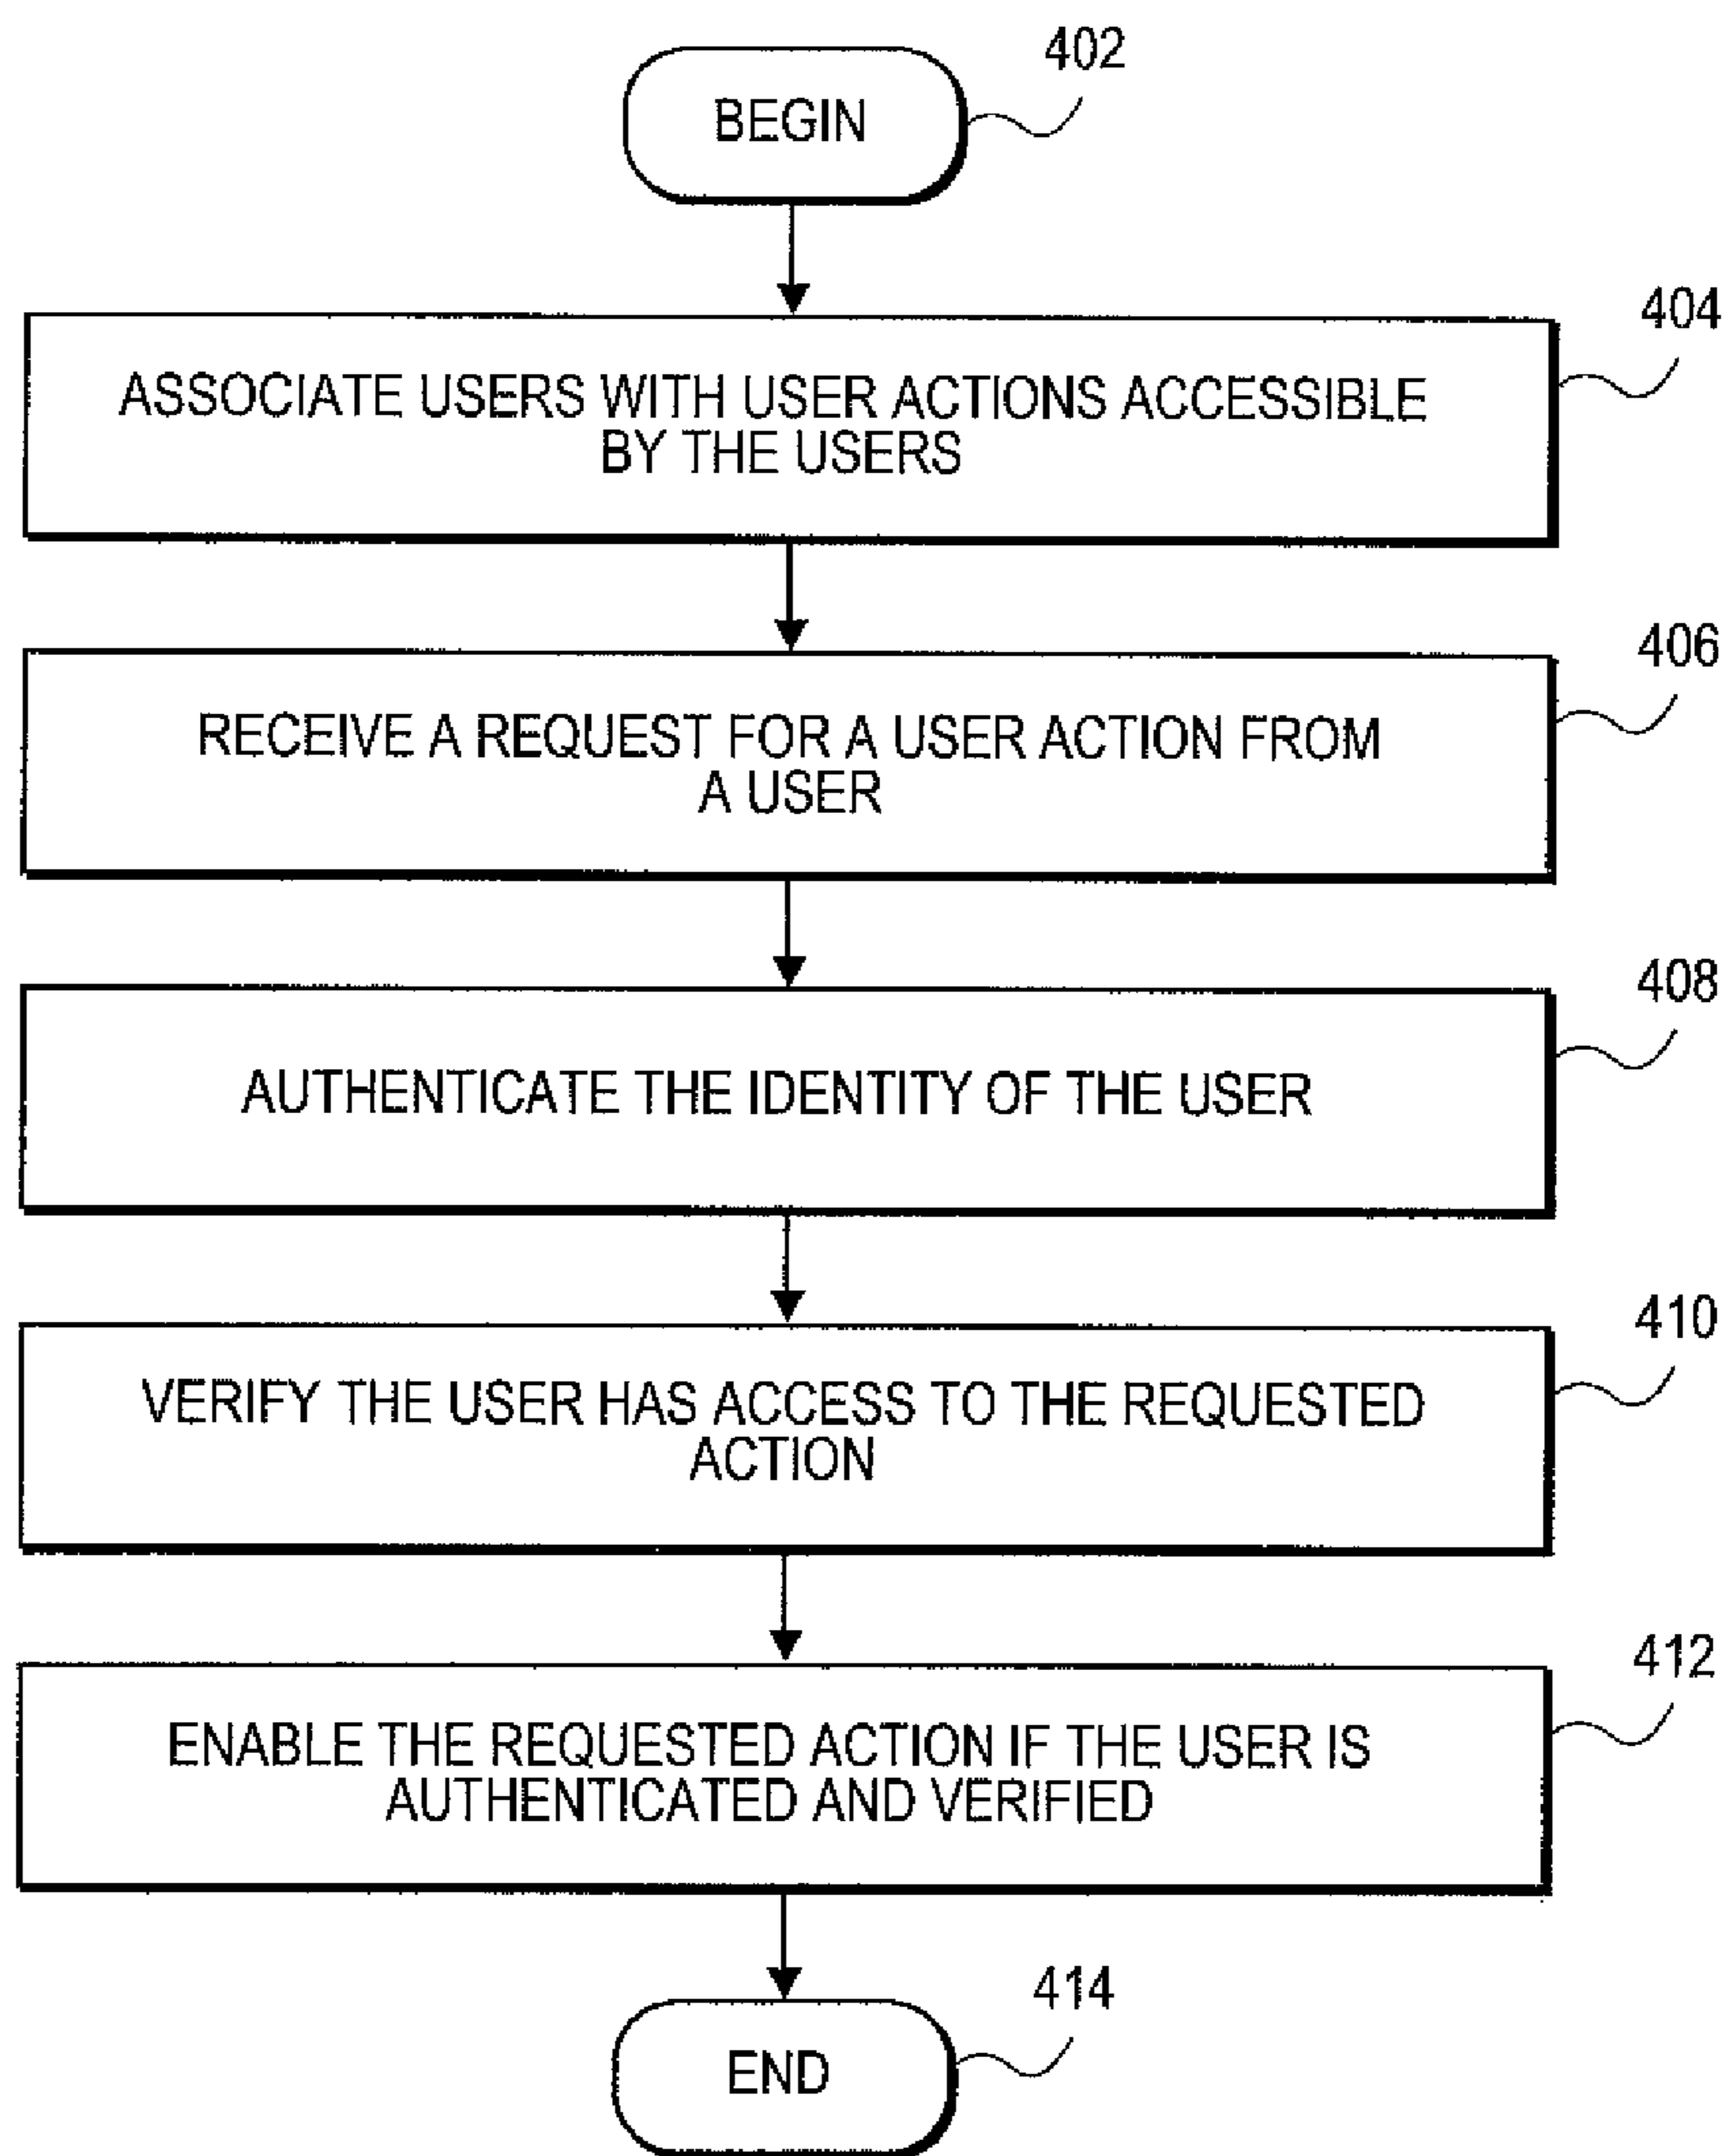 402
BEGIN
404
ASSOCIATE USERS WITH USER ACTIONS ACCESSIBLE
BY THE USERS
406
RECEIVE A REQUEST FOR A USER ACTION FROM
A USER
408
AUTHENTICATE THE IDENTITY OF THE USER
410
VERIFY THE USER HAS ACCESS TO THE REQUESTED
ACTION
412
ENABLE THE REQUESTED ACTION IF THE USER IS
AUTHENTICATED AND VERIFIED
414
END